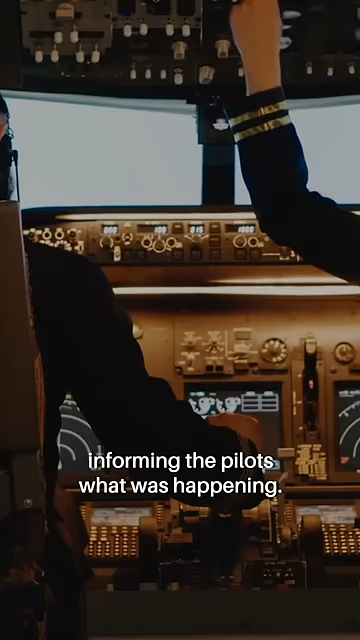 informing the pilots
what was happening.